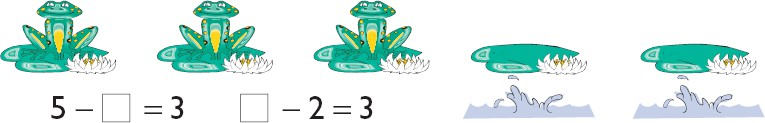 5 − □ = 3 □ − 2 = 3